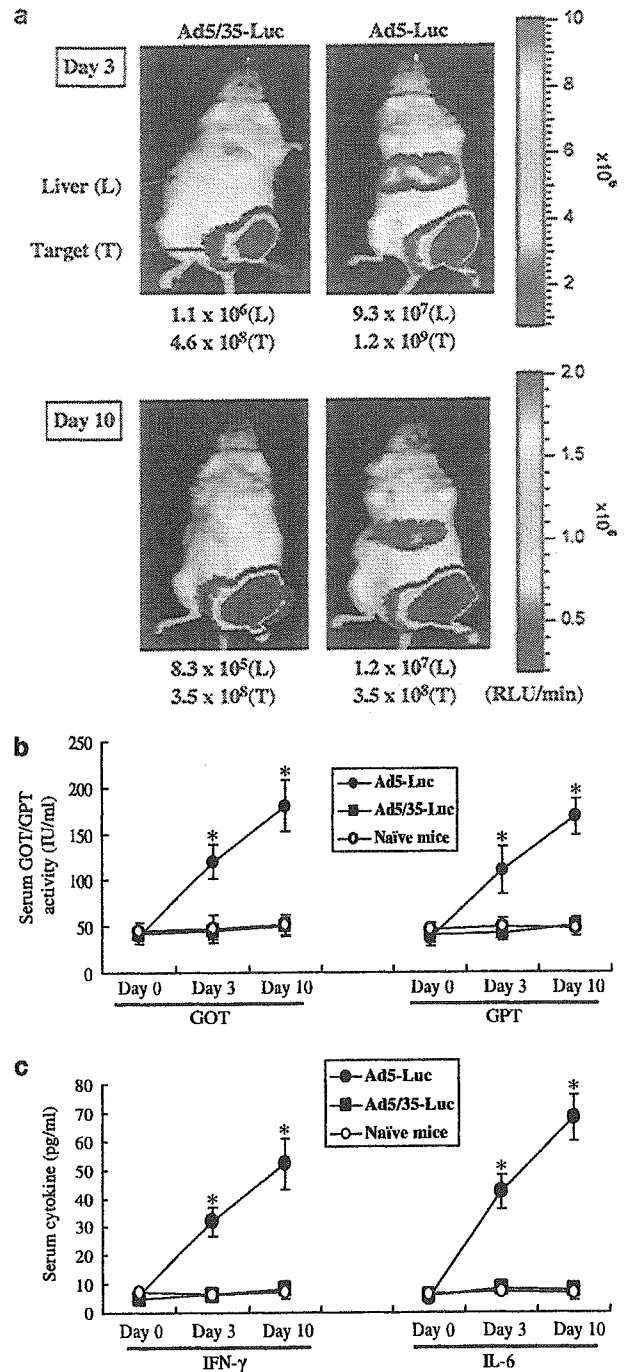 a
Ad5/35-Luc Ad5-Luc
Day 3
Liver (L)
Target (T)
10
8
6
4
2
x10⁶
1.1 x 10⁶(L) 9.3 x 10⁷(L)
4.6 x 10⁸(T) 1.2 x 10⁹(T)
Day 10
2.0
1.5
1.0
0.5
8.3 x 10⁵(L) 1.2 x 10⁷(L)
3.5 x 10⁸(T) 3.5 x 10⁸(T) (RLU/min)
b
Serum GOT/GPT
activity (IU/ml)
250
200
150
100
50
0
Ad5-Luc
Ad5/35-Luc
Naïve mice
* * * *
Day 0 Day 3 Day 10 Day 0 Day 3 Day 10
GOT GPT
c
Serum cytokine (pg/ml)
80
70
60
50
40
30
20
10
0
Ad5-Luc
Ad5/35-Luc
Naïve mice
* * * *
Day 0 Day 3 Day 10 Day 0 Day 3 Day 10
IFN-γ IL-6